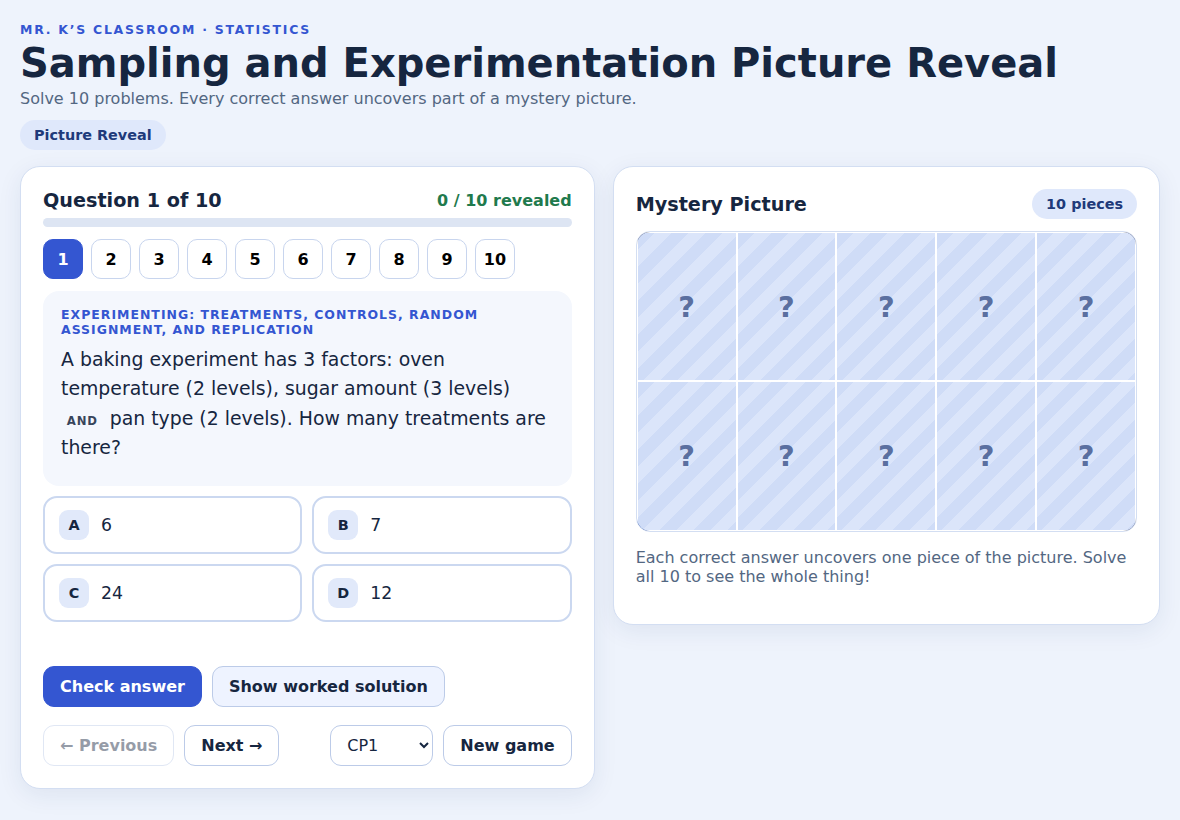 MR. K’S CLASSROOM · STATISTICS
Sampling and Experimentation Picture Reveal
Solve 10 problems. Every correct answer uncovers part of a mystery picture.
Picture Reveal
Question 1 of 10
0 / 10 revealed
1 2 3 4 5 6 7 8 9 10
EXPERIMENTING: TREATMENTS, CONTROLS, RANDOM
ASSIGNMENT, AND REPLICATION
A baking experiment has 3 factors: oven
temperature (2 levels), sugar amount (3 levels)
AND pan type (2 levels). How many treatments are
there?
A 6
B 7
C 24
D 12
Check answer
Show worked solution
← Previous
Next →
CP1
New game
Mystery Picture
10 pieces
? ? ? ? ?
? ? ? ? ?
Each correct answer uncovers one piece of the picture. Solve
all 10 to see the whole thing!